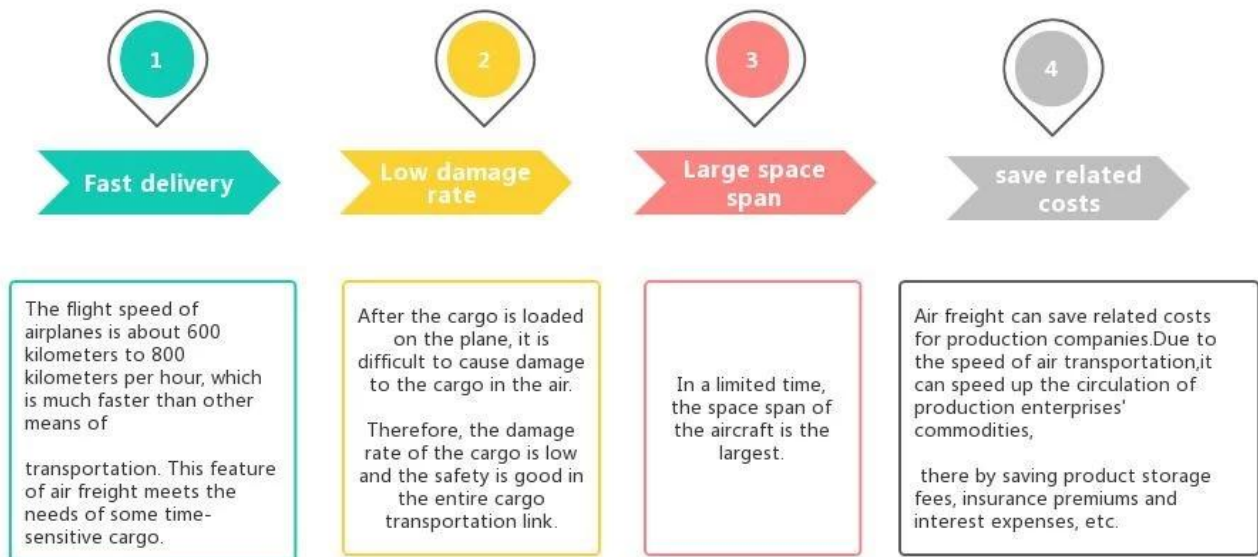 1
Fast delivery
The flight speed of
airplanes is about 600
kilometers to 800
kilometers per hour, which
is much faster than other
means of
transportation. This feature
of air freight meets the
needs of some time-
sensitive cargo.
2
Low damage
rate
After the cargo is loaded
on the plane, it is
difficult to cause damage
to the cargo in the air.
Therefore, the damage
rate of the cargo is low
and the safety is good in
the entire cargo
transportation link.
3
Large space
span
In a limited time,
the space span of
the aircraft is the
largest.
4
save related
costs
Air freight can save related costs
for production companies.Due to
the speed of air transportation,it
can speed up the circulation of
production enterprises'
commodities,
there by saving product storage
fees, insurance premiums and
interest expenses, etc.